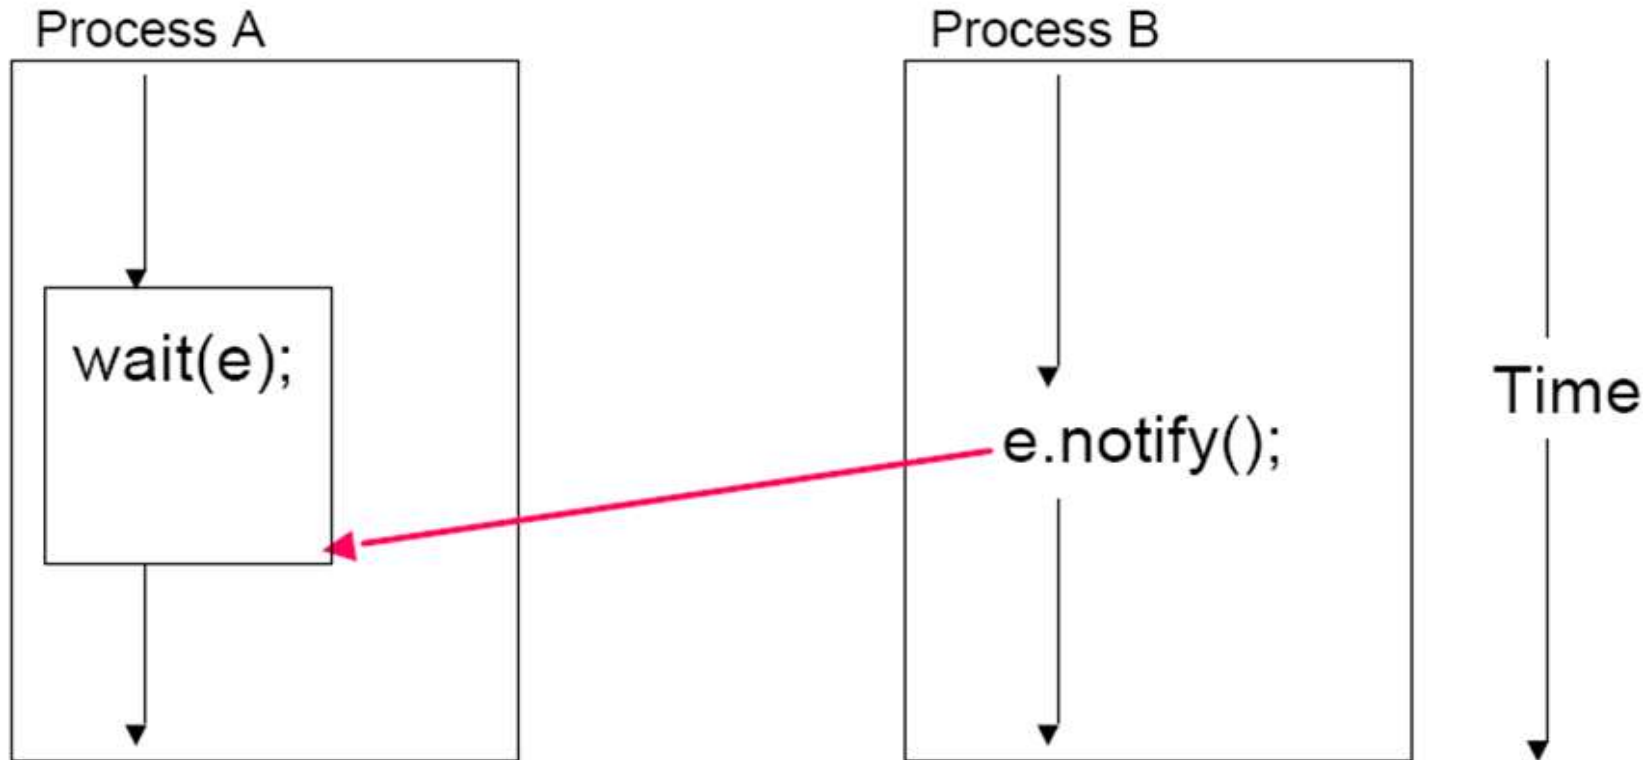 Process A
Process B
wait(e);
Time
e.notify();